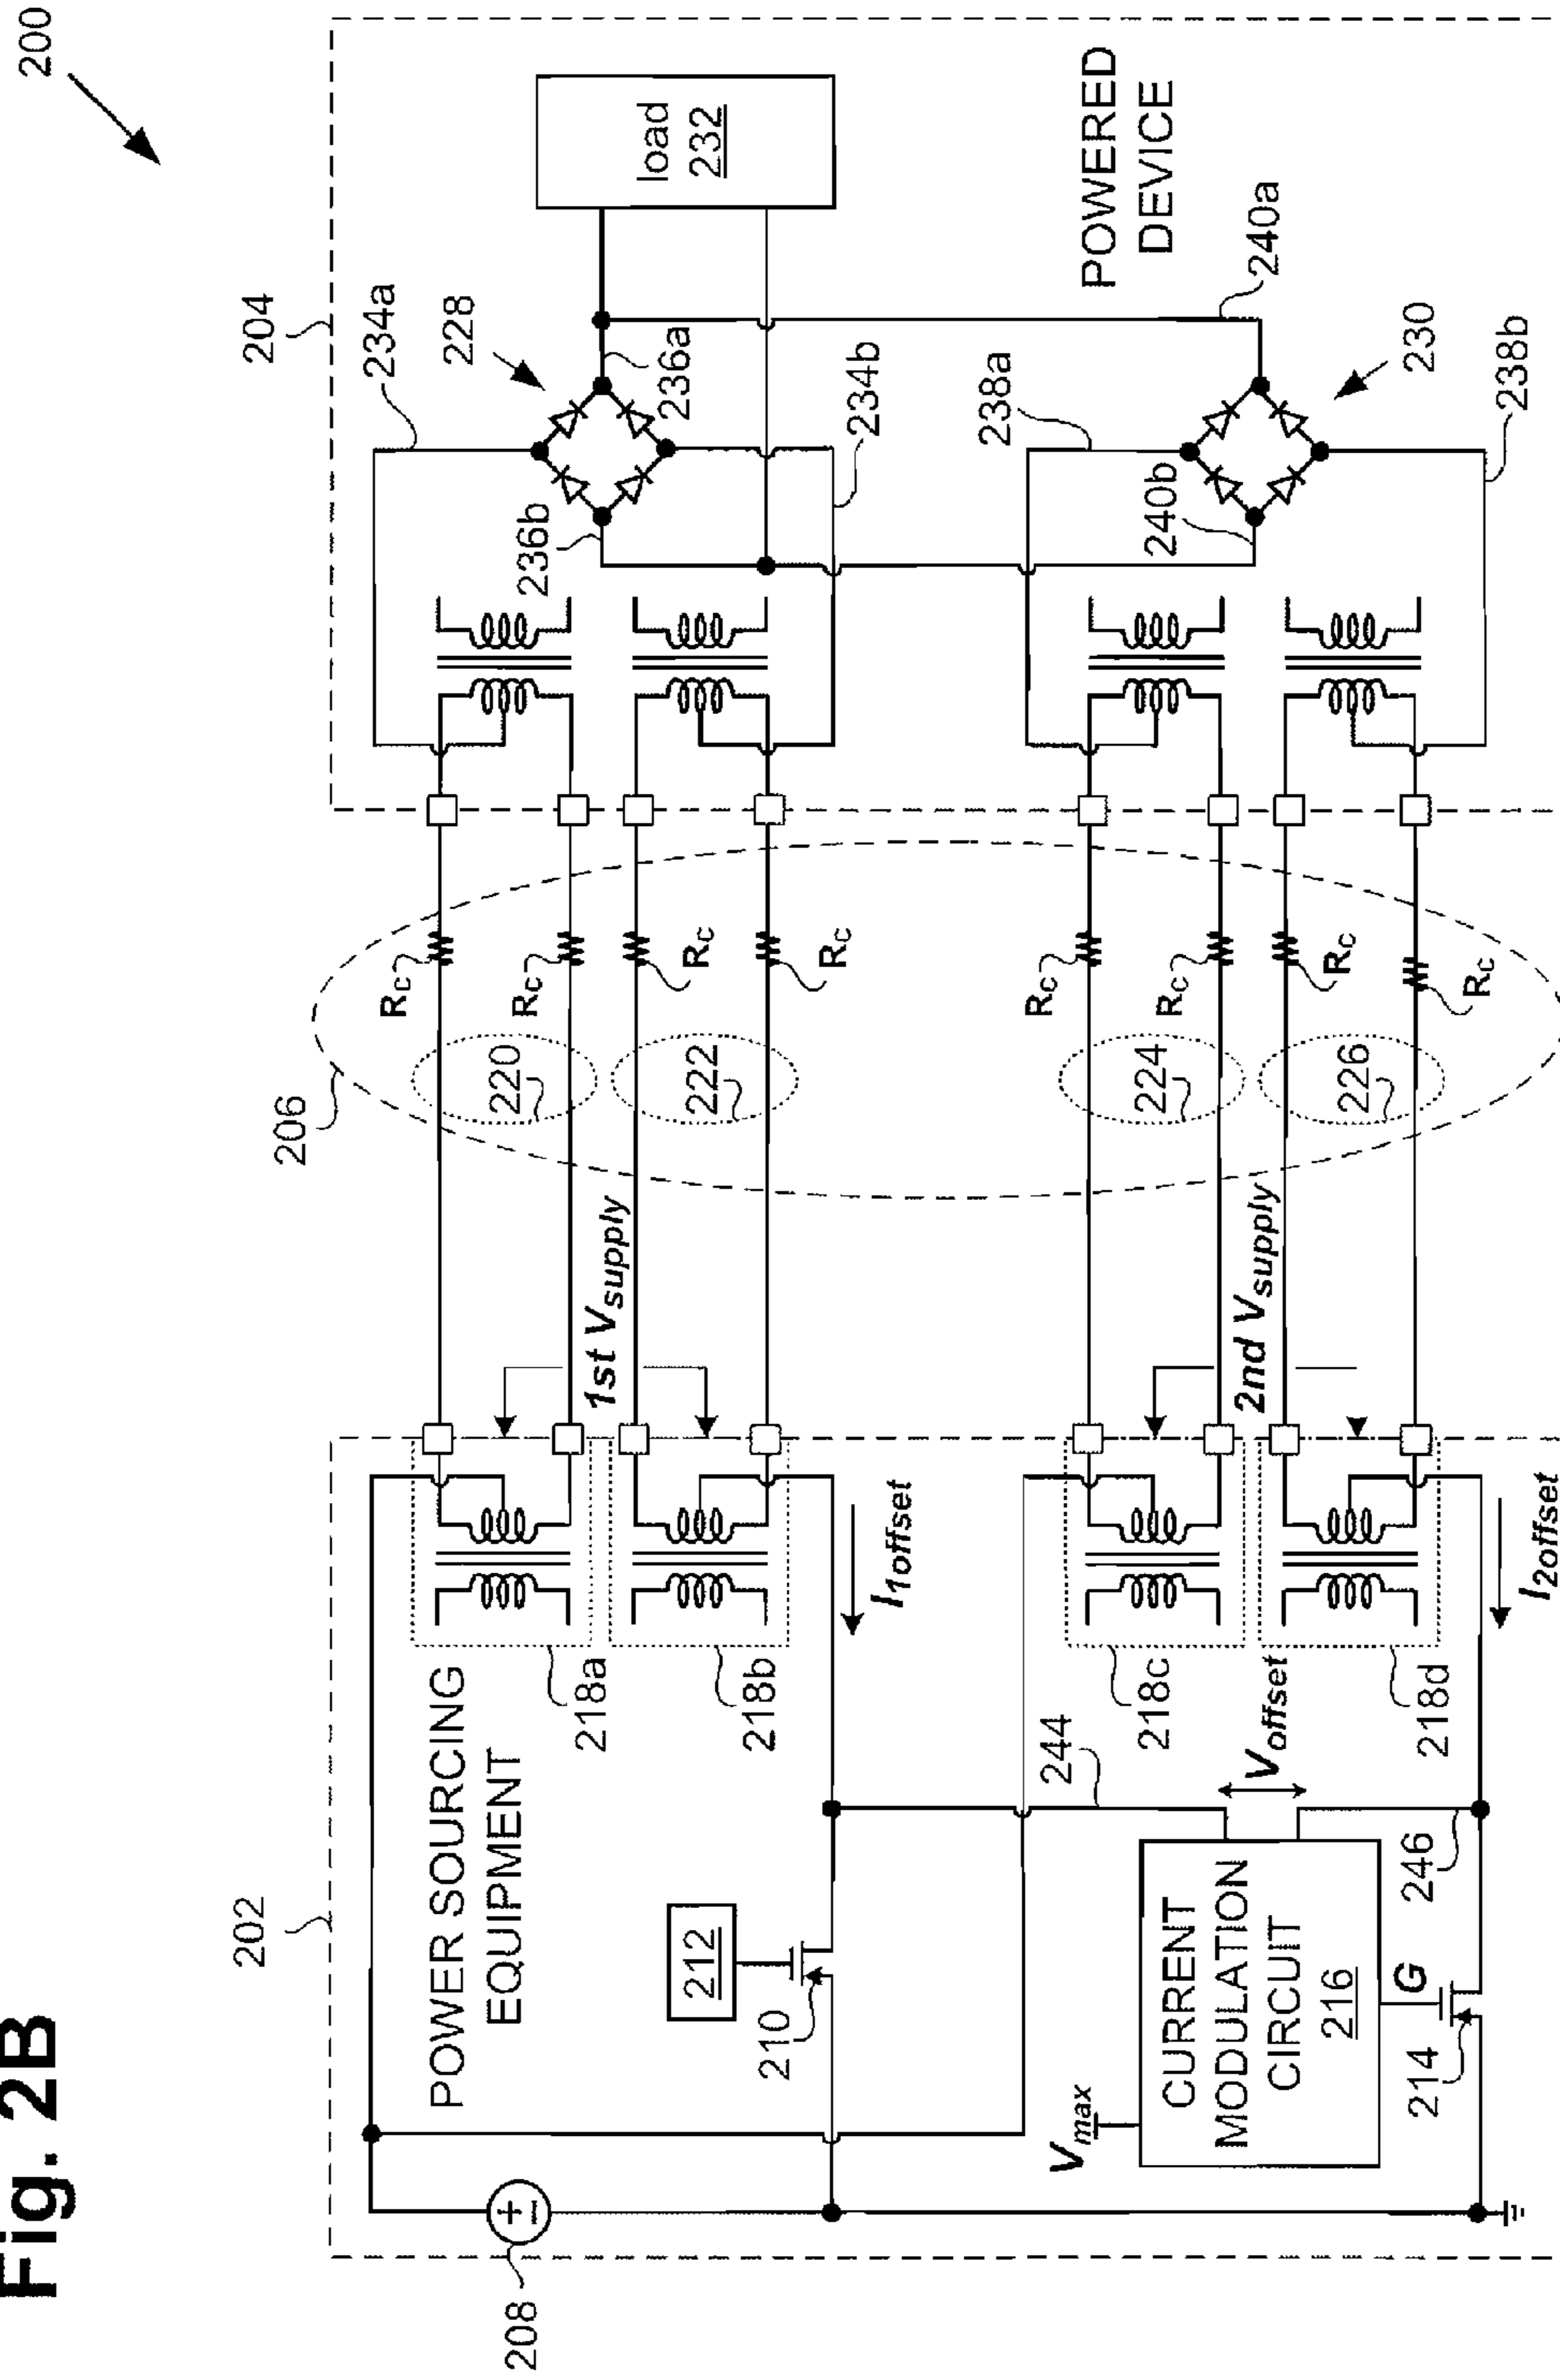 Fig. 2B
200
202
204
206
208
POWER SOURCING
EQUIPMENT
212
210
218a
218b
I1offset
1st Vsupply
220
222
RC
RC
RC
RC
234a
228
236a
236b
234b
load
232
POWERED
DEVICE
Vmax
CURRENT
MODULATION
CIRCUIT
216
G
214
244
246
Voffset
218c
218d
I2offset
2nd Vsupply
224
226
RC
RC
RC
RC
238a
240b
240a
230
238b